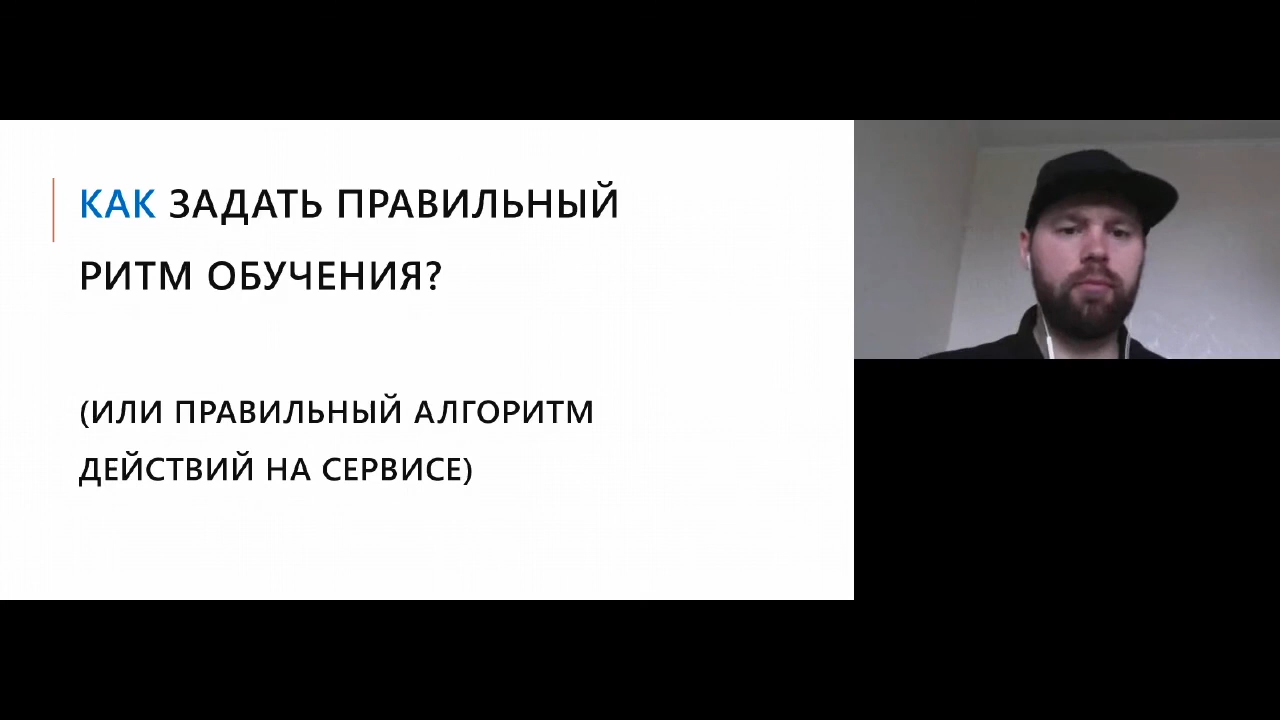 КАК ЗАДАТЬ ПРАВИЛЬНЫЙ
РИТМ ОБУЧЕНИЯ?
(ИЛИ ПРАВИЛЬНЫЙ АЛГОРИТМ
ДЕЙСТВИЙ НА СЕРВИСЕ)